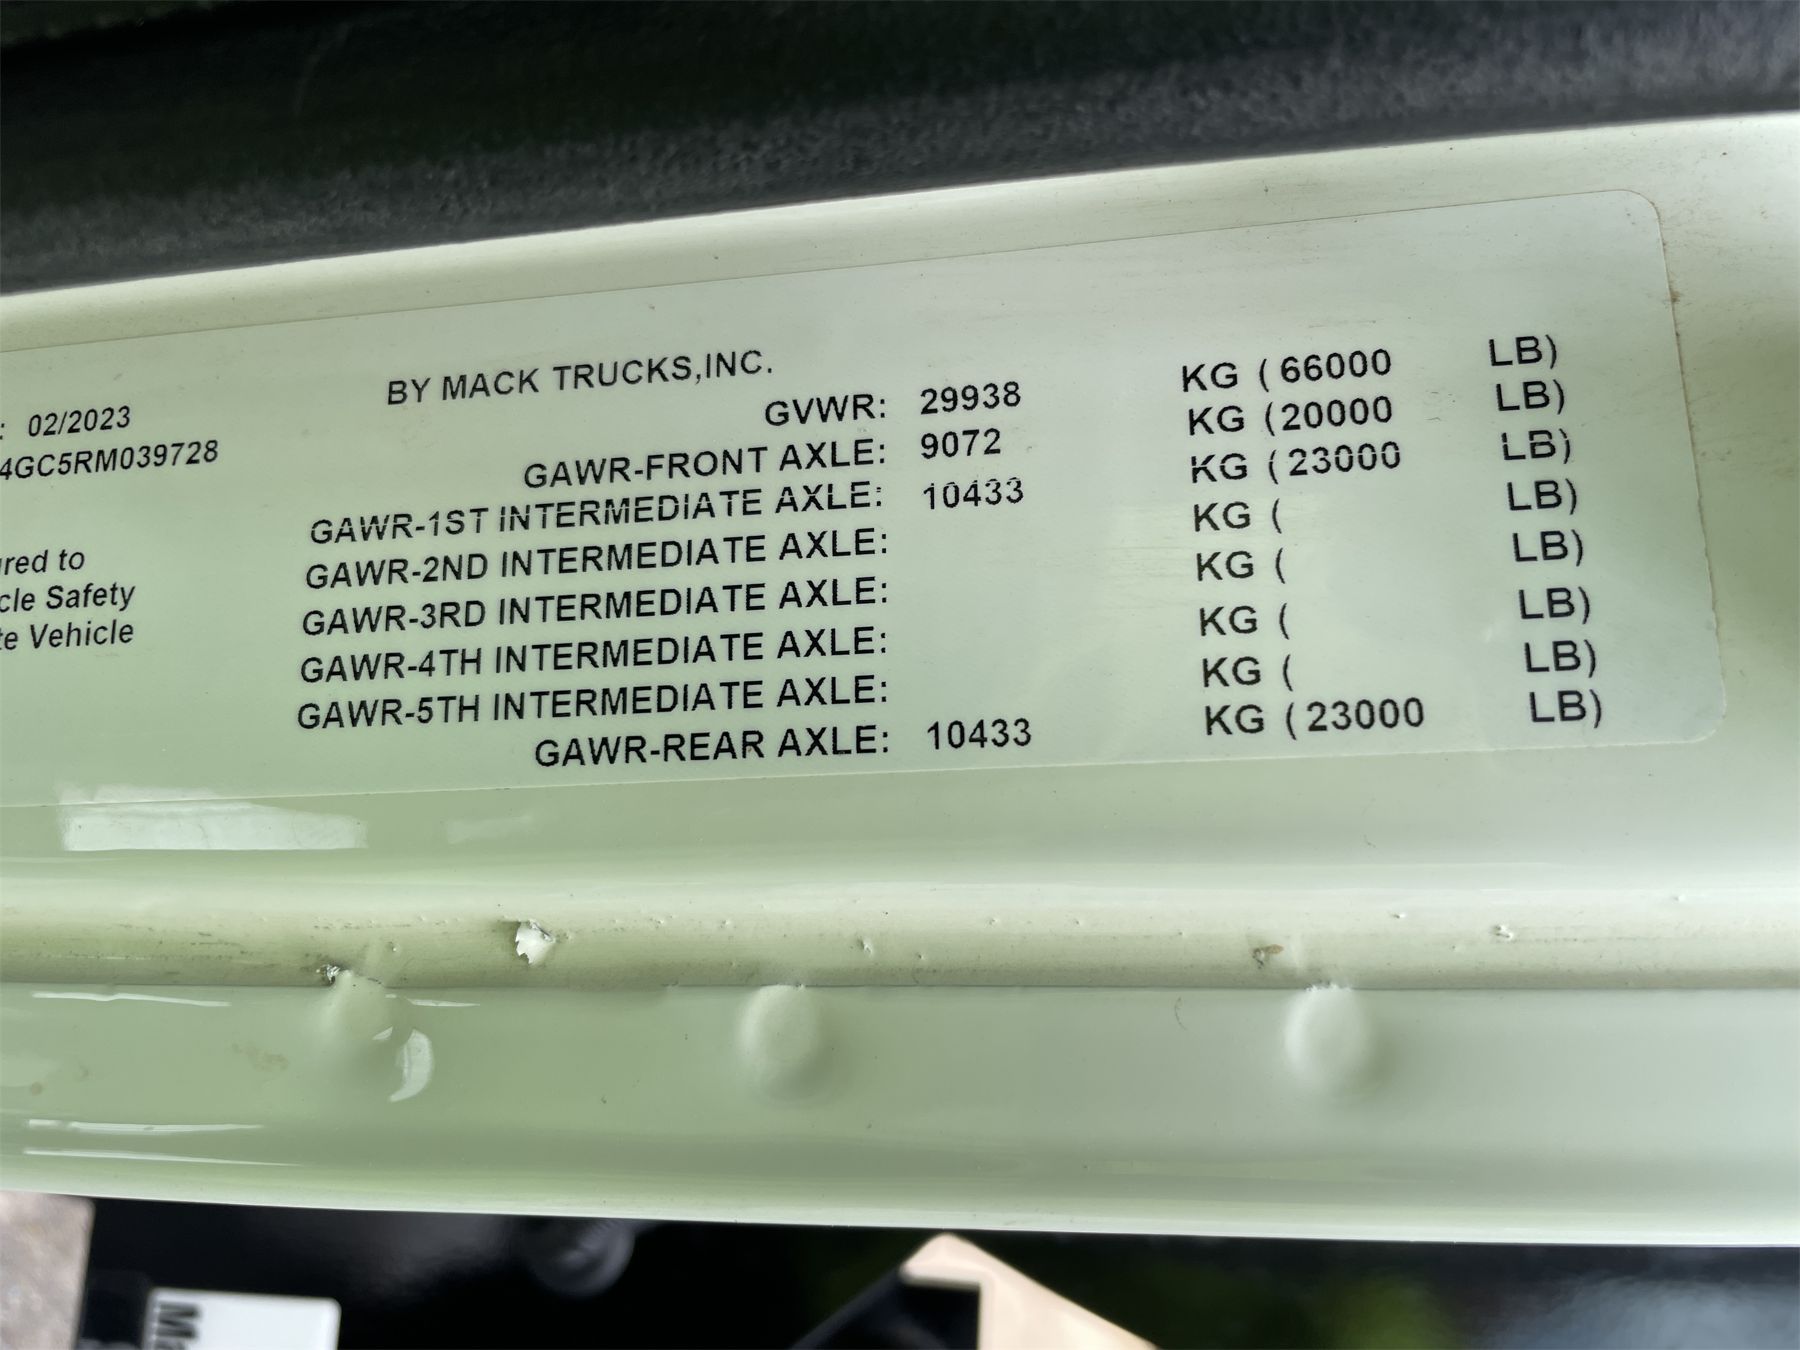 BY MACK TRUCKS,INC.
: 02/2023
4GC5RM039728
GVWR: 29938 KG ( 66000 LB)
GAWR-FRONT AXLE: 9072 KG ( 20000 LB)
GAWR-1ST INTERMEDIATE AXLE: 10433 KG ( 23000 LB)
GAWR-2ND INTERMEDIATE AXLE: KG ( LB)
GAWR-3RD INTERMEDIATE AXLE: KG ( LB)
GAWR-4TH INTERMEDIATE AXLE: KG ( LB)
GAWR-5TH INTERMEDIATE AXLE: KG ( LB)
GAWR-REAR AXLE: 10433 KG ( 23000 LB)
red to
cle Safety
te Vehicle